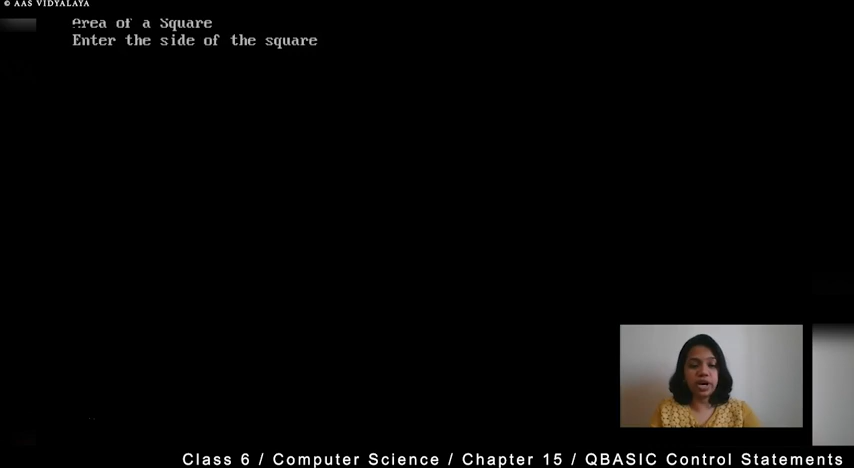 © AAS VIDYALAYA
Area of a Square
Enter the side of the square
Class 6 / Computer Science / Chapter 15 / QBASIC Control Statements